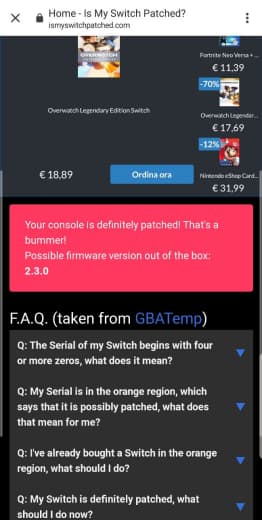 Home - Is My Switch Patched?
ismyswitchpatched.com
OVERWATCH
Fortnite Neo Versa + ...
€ 11,39
-70%
Overwatch Legendary Edition Switch
Overwatch Legendar...
€ 17,69
-12%
€ 18,89
Ordina ora
Nintendo eShop Card...
€ 31,99
Your console is definitely patched! That's a
bummer!
Possible firmware version out of the box:
2.3.0
F.A.Q. (taken from GBATemp)
Q: The Serial of my Switch begins with four
or more zeros, what does it mean?
Q: My Serial is in the orange region, which
says that it is possibly patched, what does
that mean for me?
Q: I've already bought a Switch in the orange
region, what should I do?
Q: My Switch is definitely patched, what
should I do now?